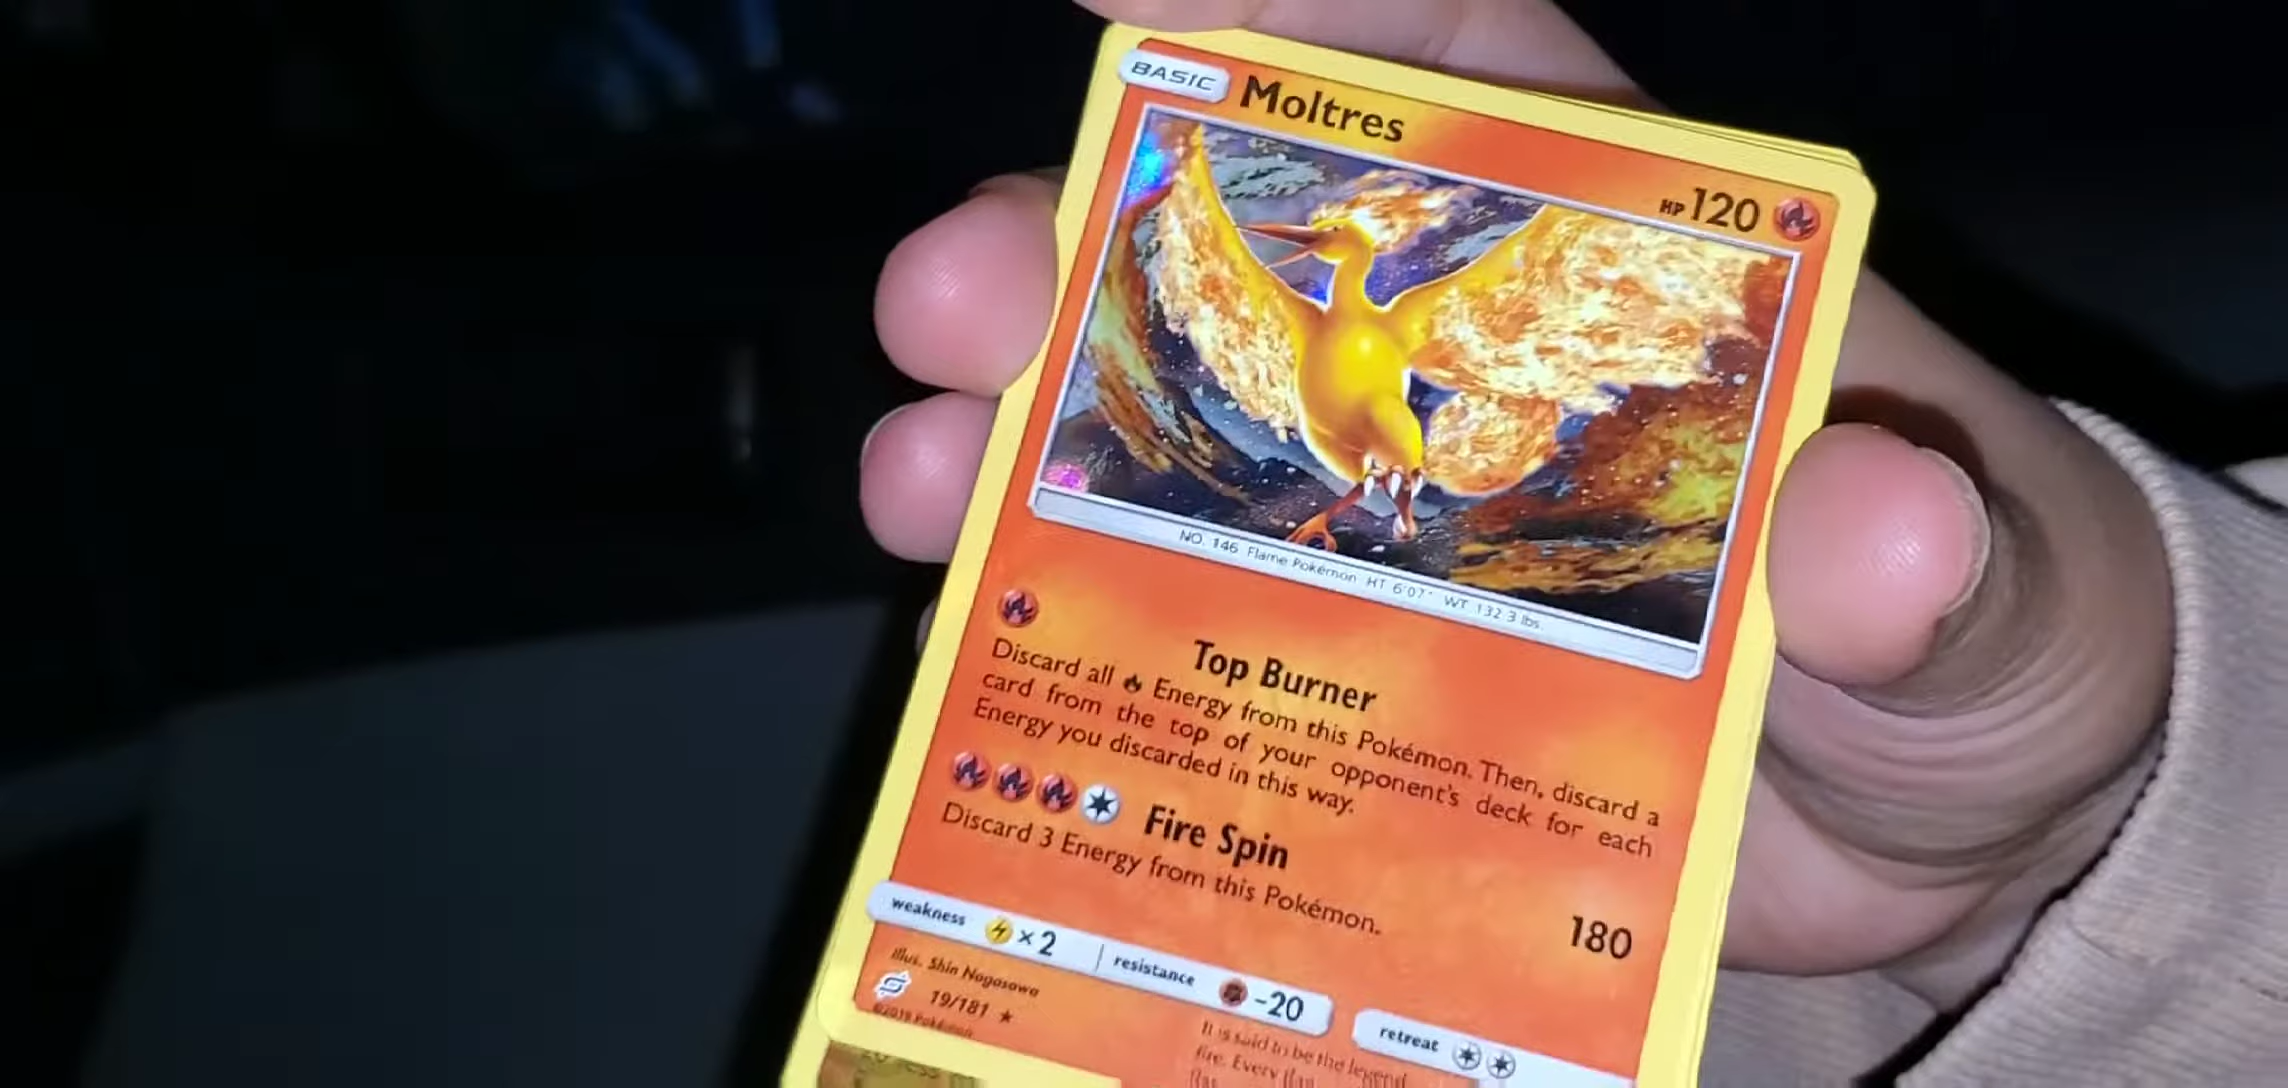 BASIC Moltres
HP 120
NO. 146 Flame Pokémon HT 6'07" WT 132.3 lbs.
Top Burner
Discard all Energy from this Pokémon. Then, discard a
card from the top of your opponent's deck for each
Energy you discarded in this way.
Fire Spin 180
Discard 3 Energy from this Pokémon.
weakness ×2 resistance -20 retreat
Illus. Shin Nagasawa
19/181 ★
©2019 Pokémon
It is said to be the legend
fire. Every